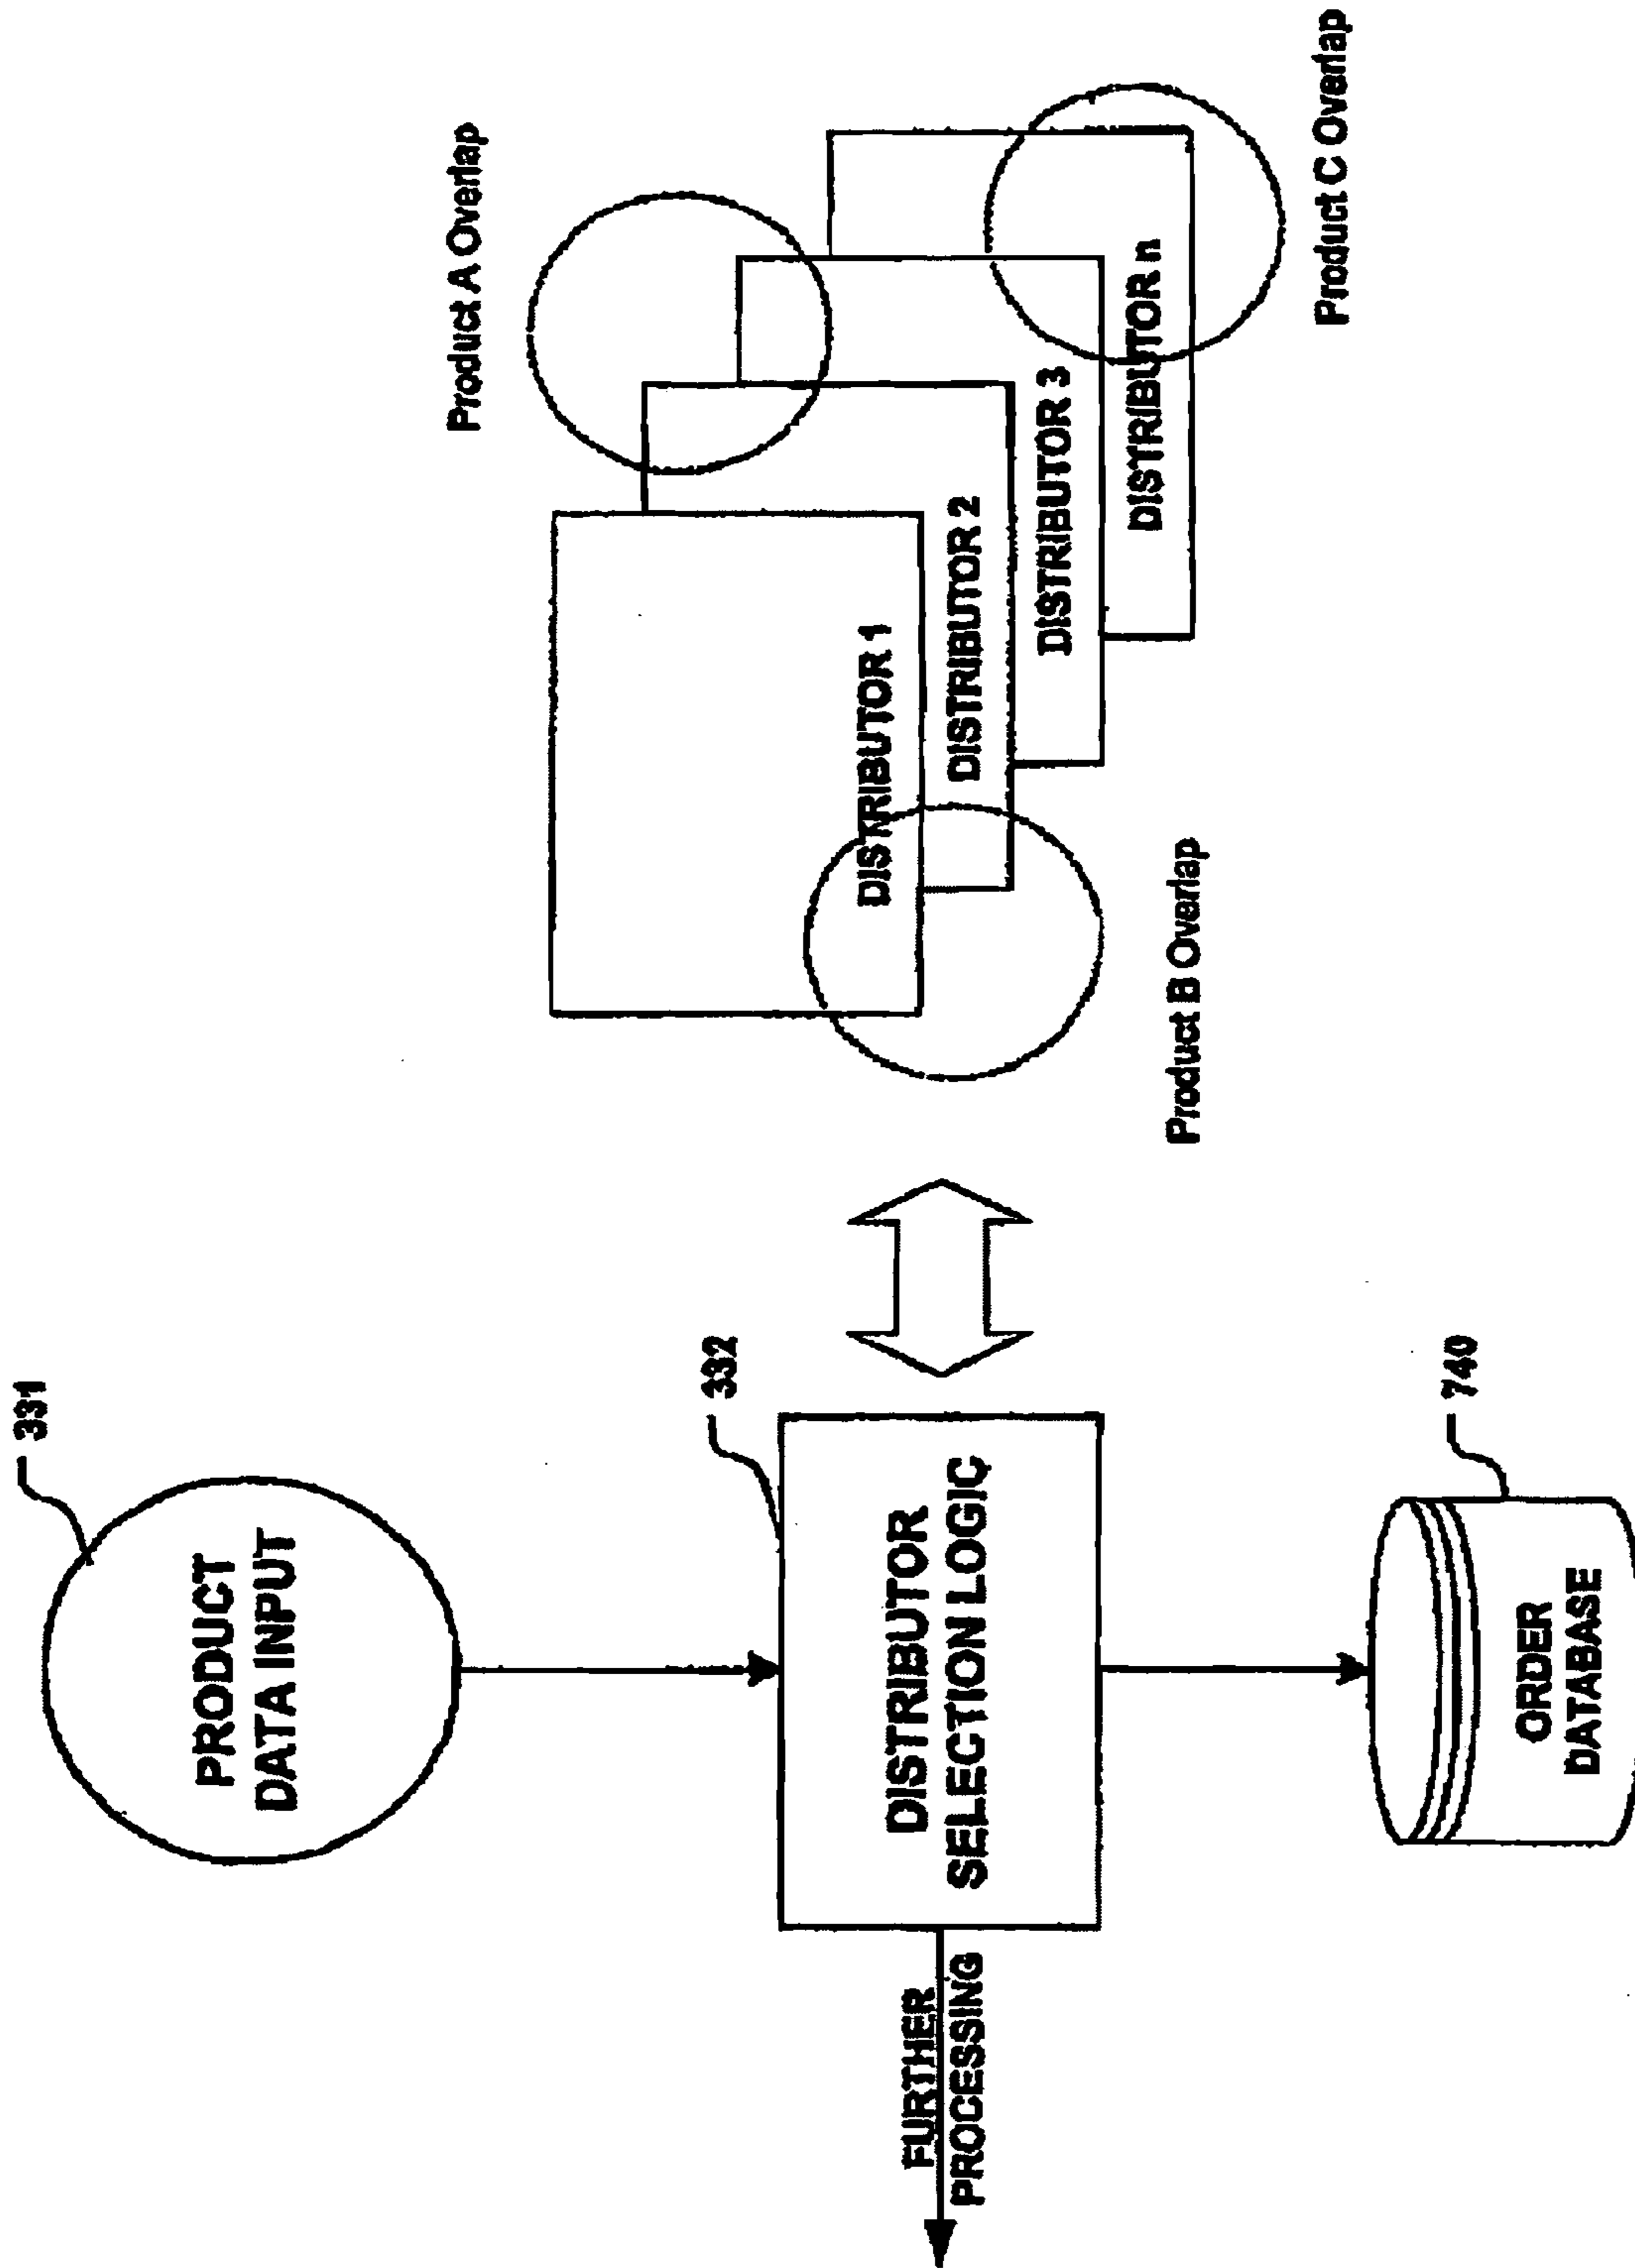 331
PRODUCT
DATA INPUT
332
DISTRIBUTOR
SELECTION LOGIC
FURTHER
PROCESSING
740
ORDER
DATABASE
Product A Overlap
DISTRIBUTOR 1
DISTRIBUTOR 2
DISTRIBUTOR 3
DISTRIBUTOR n
Product B Overlap
Product C Overlap